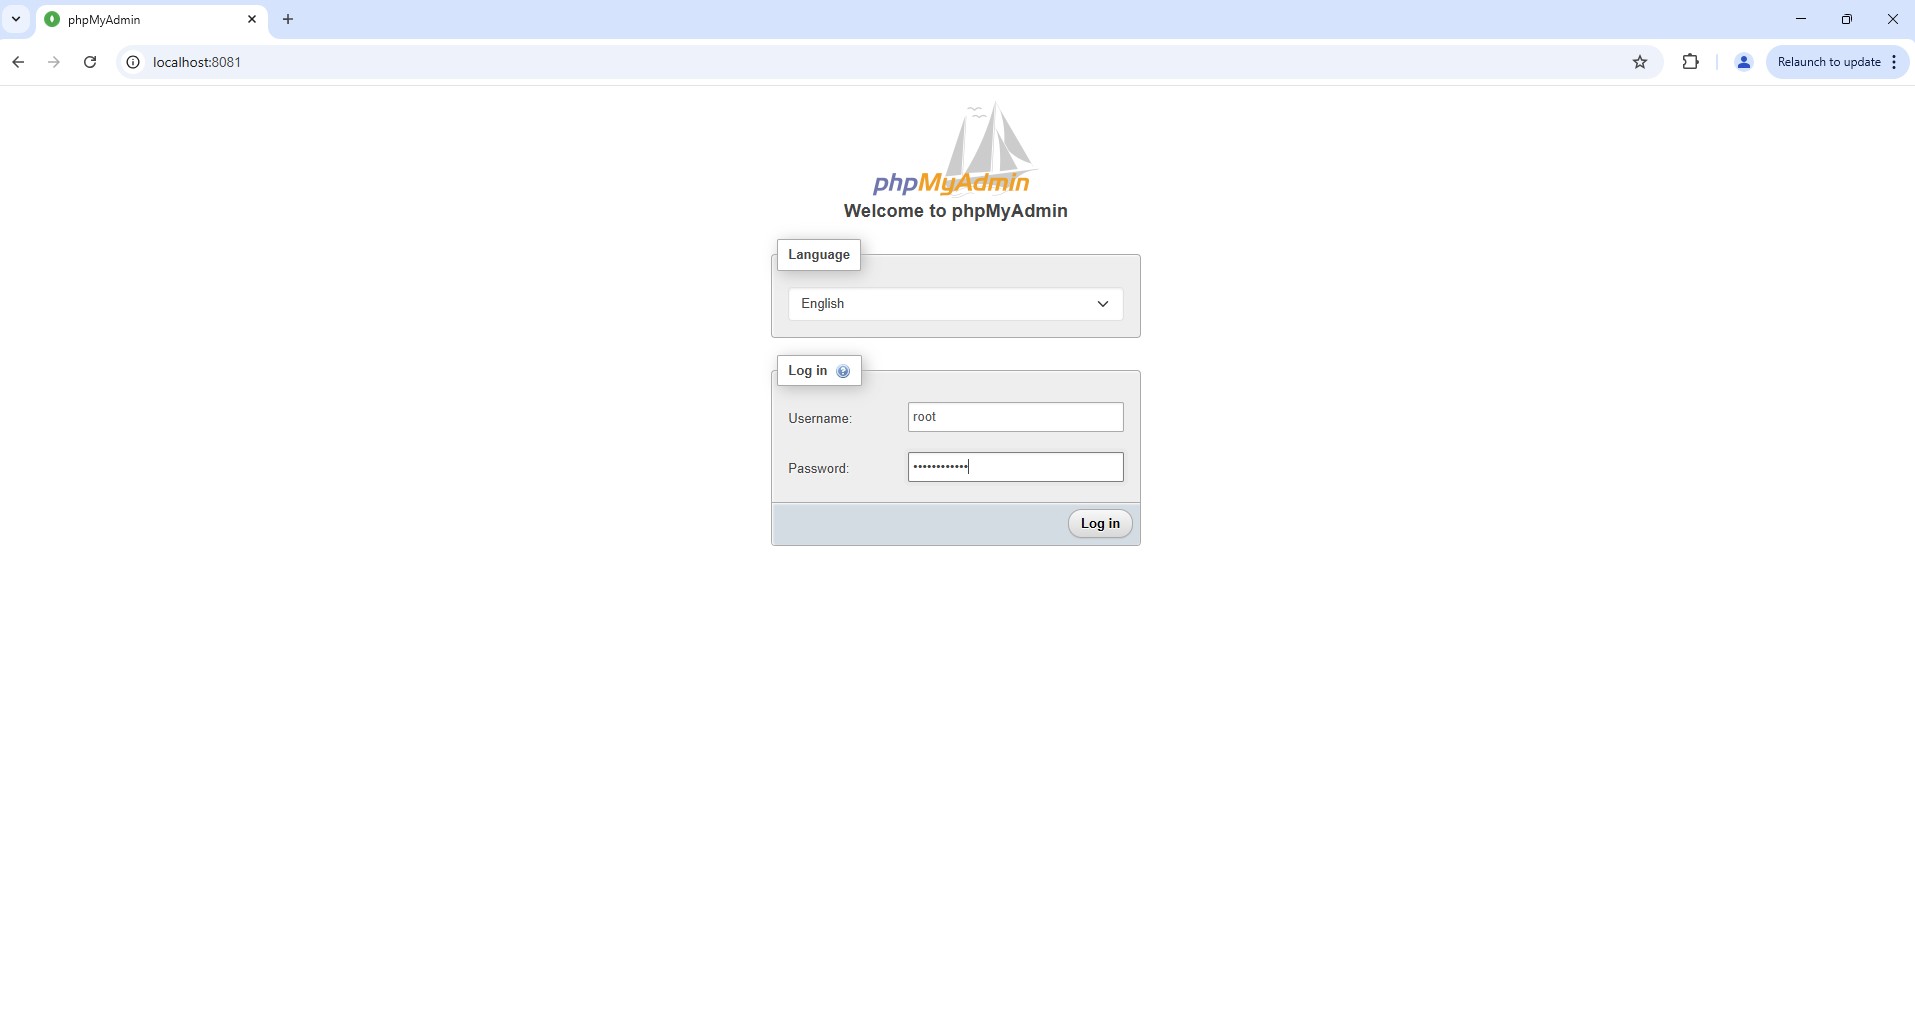 phpMyAdmin
localhost:8081
Relaunch to update
phpMyAdmin
Welcome to phpMyAdmin
Language
English
Log in
Username:
root
Password:
••••••••••••
Log in